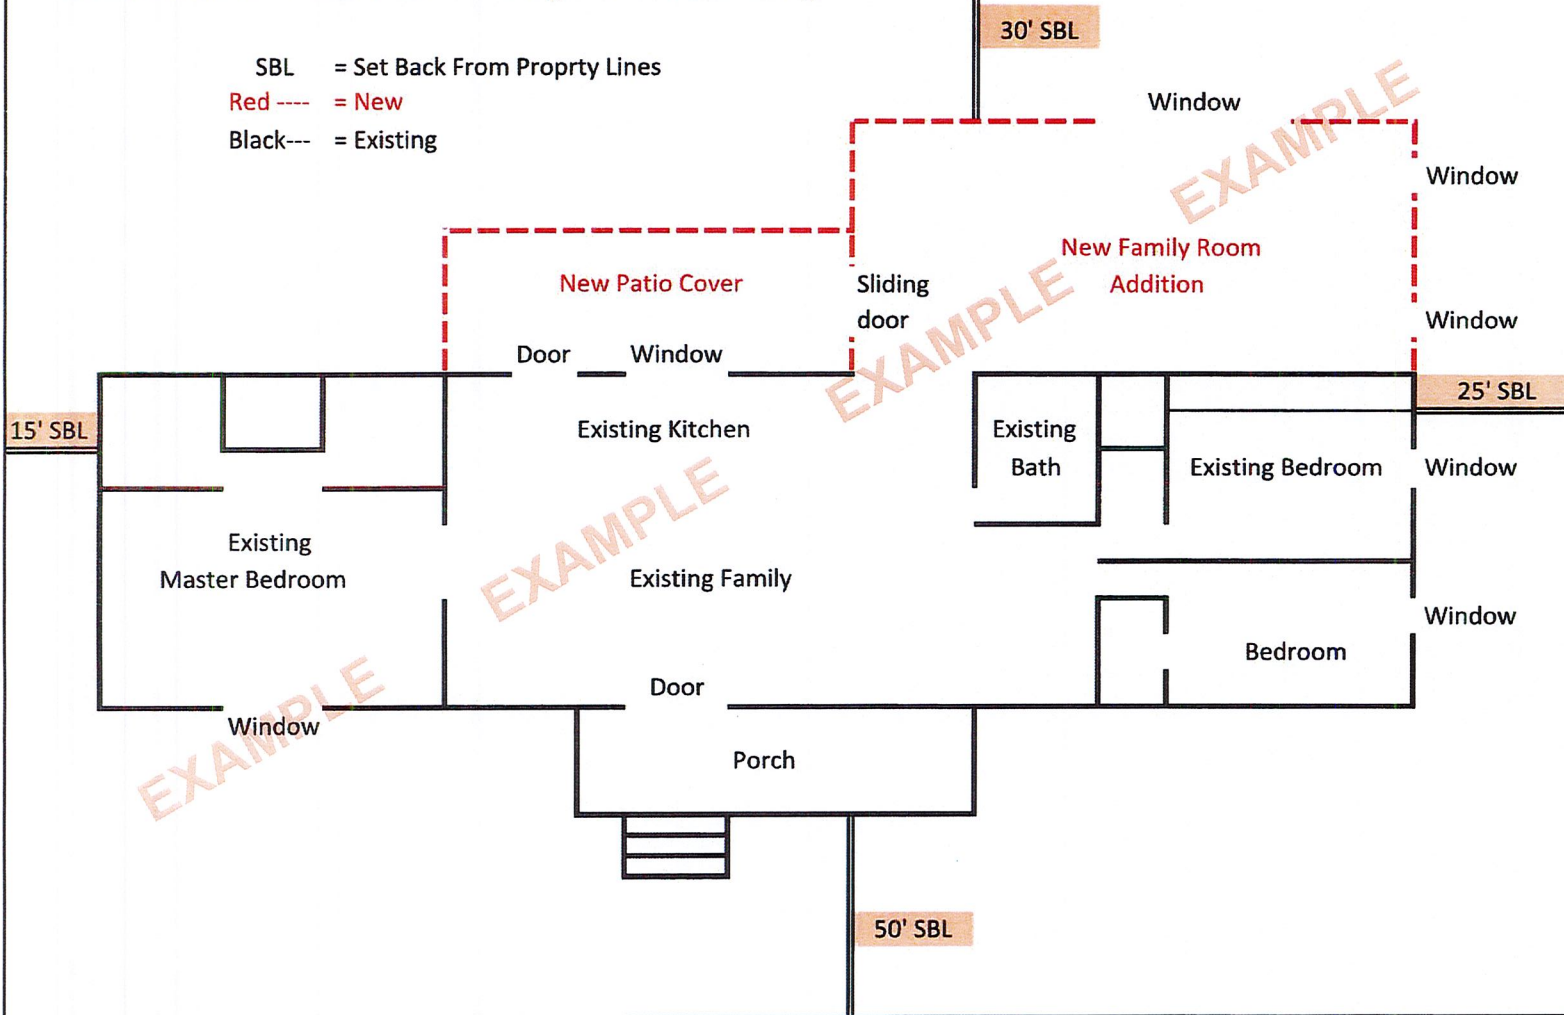 30' SBL
SBL = Set Back From Proprty Lines
Red ---- = New
Black--- = Existing
Window
EXAMPLE
Window
New Family Room
Addition
New Patio Cover
Sliding
door
EXAMPLE
Window
Door
Window
25' SBL
15' SBL
Existing Kitchen
Existing
Bath
Existing Bedroom
Window
EXAMPLE
Existing
Master Bedroom
Existing Family
Window
Bedroom
Door
EXAMPLE
Window
Porch
50' SBL